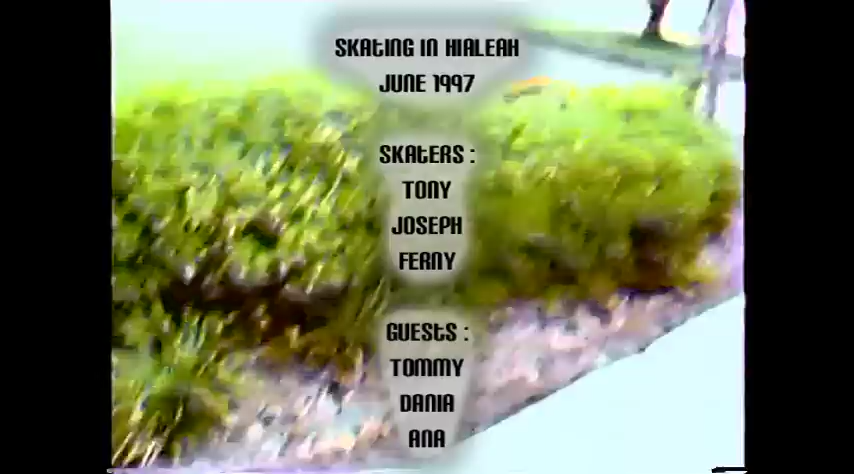 SKATING IN HIALEAH
JUNE 1997
SKATERS :
TONY
JOSEPH
FERNY
GUESTS :
TOMMY
DANIA
ANA